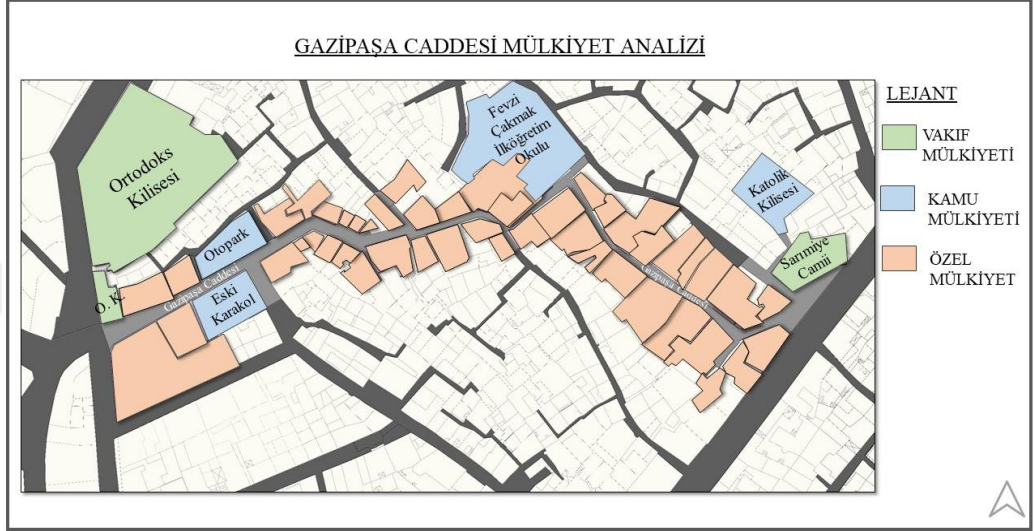 GAZİPAŞA CADDESİ MÜLKİYET ANALİZİ
LEJANT
VAKIF
MÜLKİYETİ
KAMU
MÜLKİYETİ
ÖZEL
MÜLKİYET
Ortodoks
Kilisesi
Fevzi
Çakmak
İlköğretim
Okulu
Katolik
Kilisesi
Sarımiye
Camii
Otopark
Gazipaşa Caddesi
Eski
Karakol
O. K.
Gazipaşa Caddesi